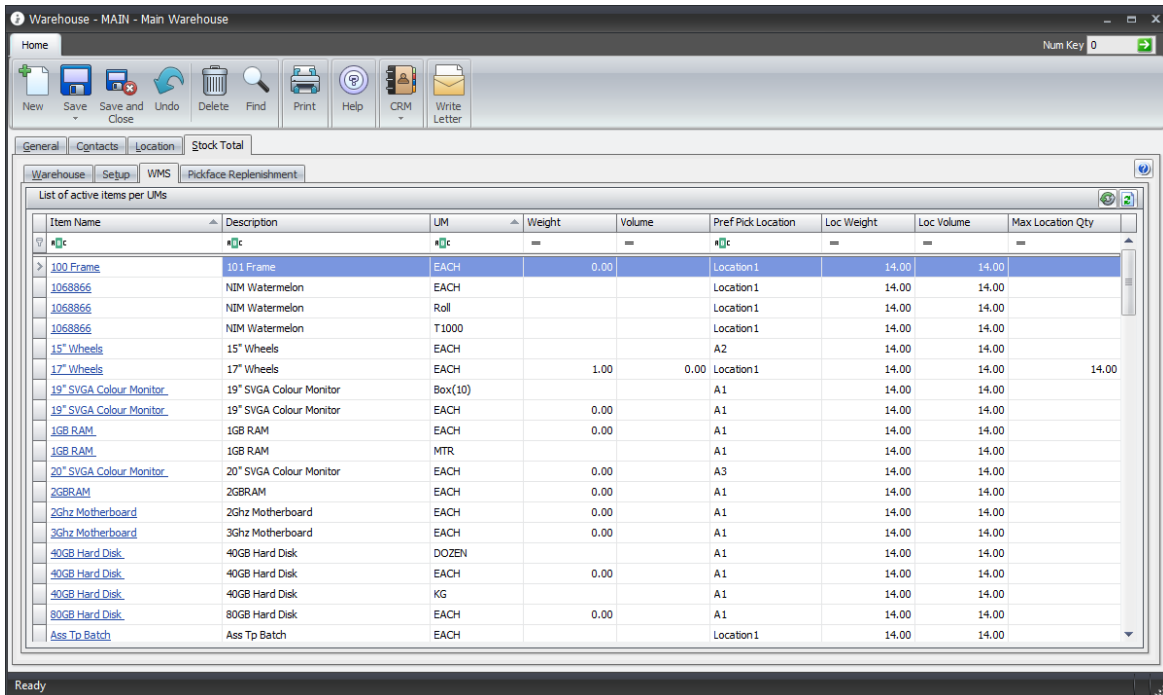 Warehouse - MAIN - Main Warehouse
Home Num Key 0
New Save Save and Close Undo Delete Find Print Help CRM Write Letter
General Contacts Location Stock Total
Warehouse Setup WMS Pickface Replenishment
List of active items per UMs
Item Name Description UM Weight Volume Pref Pick Location Loc Weight Loc Volume Max Location Qty
100 Frame 101 Frame EACH 0.00 Location1 14.00 14.00
1068866 NIM Watermelon EACH Location1 14.00 14.00
1068866 NIM Watermelon Roll Location1 14.00 14.00
1068866 NIM Watermelon T1000 Location1 14.00 14.00
15" Wheels 15" Wheels EACH A2 14.00 14.00
17" Wheels 17" Wheels EACH 1.00 0.00 Location1 14.00 14.00 14.00
19" SVGA Colour Monitor 19" SVGA Colour Monitor Box(10) A1 14.00 14.00
19" SVGA Colour Monitor 19" SVGA Colour Monitor EACH 0.00 A1 14.00 14.00
1GB RAM 1GB RAM EACH 0.00 A1 14.00 14.00
1GB RAM 1GB RAM MTR A1 14.00 14.00
20" SVGA Colour Monitor 20" SVGA Colour Monitor EACH 0.00 A3 14.00 14.00
2GBRAM 2GBRAM EACH 0.00 A1 14.00 14.00
2Ghz Motherboard 2Ghz Motherboard EACH 0.00 A1 14.00 14.00
3Ghz Motherboard 3Ghz Motherboard EACH 0.00 A1 14.00 14.00
40GB Hard Disk 40GB Hard Disk DOZEN A1 14.00 14.00
40GB Hard Disk 40GB Hard Disk EACH 0.00 A1 14.00 14.00
40GB Hard Disk 40GB Hard Disk KG A1 14.00 14.00
80GB Hard Disk 80GB Hard Disk EACH 0.00 A1 14.00 14.00
Ass Tp Batch Ass Tp Batch EACH Location1 14.00 14.00
Ready